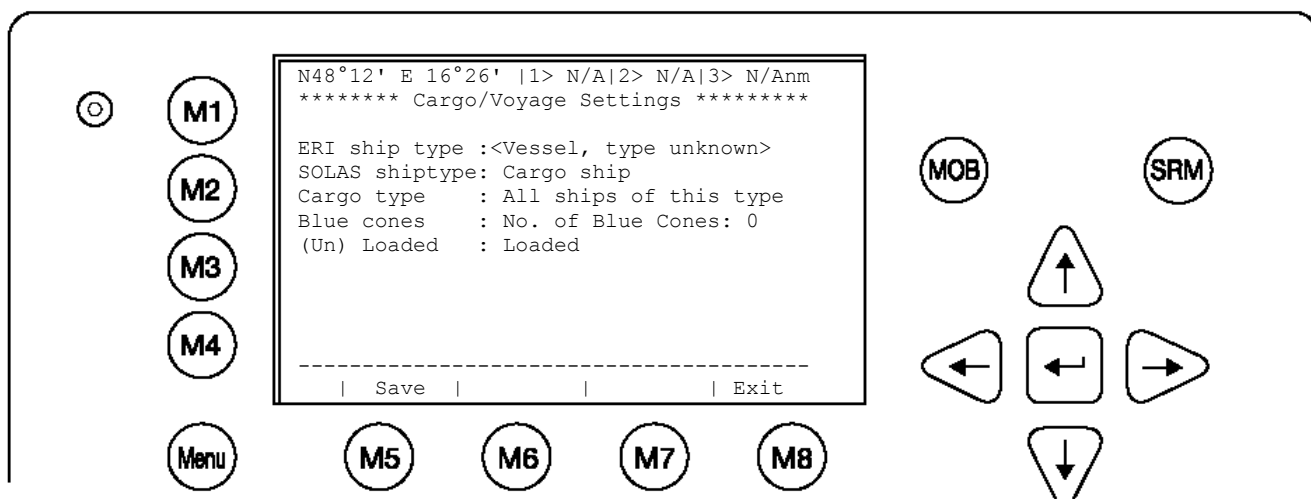 N48°12' E 16°26' |1> N/A|2> N/A|3> N/Anm
******** Cargo/Voyage Settings *********
ERI ship type :<Vessel, type unknown>
SOLAS shiptype: Cargo ship
Cargo type : All ships of this type
Blue cones : No. of Blue Cones: 0
(Un) Loaded : Loaded
----------------------------------------
| Save | | | Exit
M1
M2
M3
M4
Menu
M5 M6 M7 M8
MOB SRM